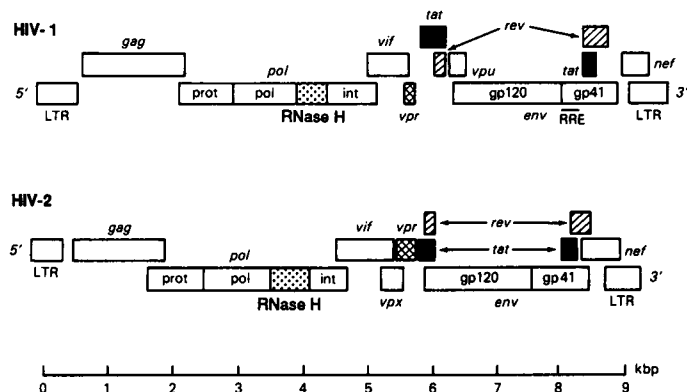 HIV-1
tat
rev
gag
vif
pol
vpu
tat
nef
5'
LTR
prot
pol
int
RNase H
vpr
gp120
gp41
env
RRE
LTR
3'
HIV-2
gag
vif
vpr
rev
tat
pol
nef
5'
LTR
prot
pol
int
RNase H
vpx
gp120
gp41
env
LTR
3'
0 1 2 3 4 5 6 7 8 9 kbp